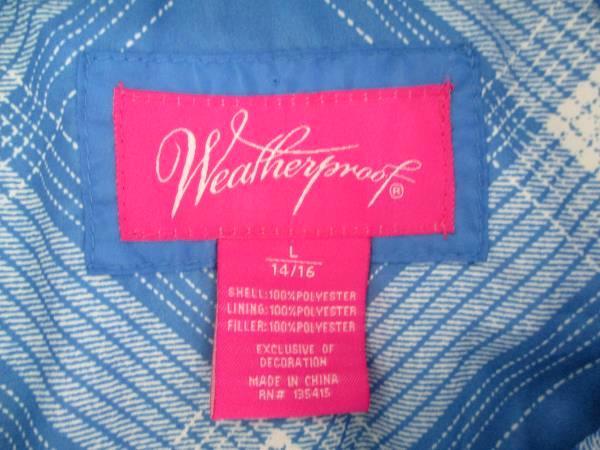 Weatherproof®
L
14/16
SHELL:100%POLYESTER
LINING:100%POLYESTER
FILLER:100%POLYESTER
EXCLUSIVE OF
DECORATION
MADE IN CHINA
RN# 135415